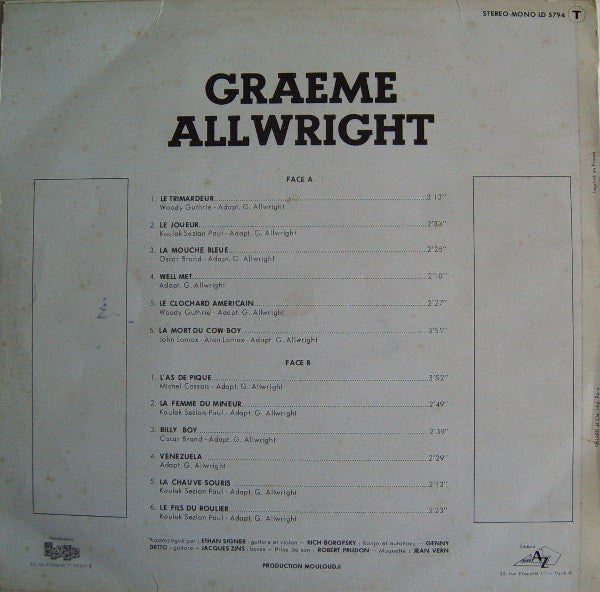 STEREO-MONO LD 5794 T
GRAEME
ALLWRIGHT
FACE A
1. LE TRIMARDEUR 3'13''
Woody Guthrie - Adapt. G. Allwright
2. LE JOUEUR 2'33''
Koulak Sezian Paul - Adapt. G. Allwright
3. LA MOUCHE BLEUE 2'25''
Oscar Brand - Adapt. G. Allwright
4. WELL MET 2'10''
Adapt. G. Allwright
5. LE CLOCHARD AMERICAIN 2'27''
Woody Guthrie - Adapt. G. Allwright
6. LA MORT DU COW BOY 3'55''
John Lomax - Alan Lomax - Adapt. G. Allwright
FACE B
1. L'AS DE PIQUE 3'52''
Michel Cassais - Adapt. G. Allwright
2. LA FEMME DU MINEUR 2'49''
Koulak Sezian Paul - Adapt. G. Allwright
3. BILLY BOY 2'39''
Oscar Brand - Adapt. G. Allwright
4. VENEZUELA 2'29''
Adapt. G. Allwright
5. LA CHAUVE SOURIS 2'13''
Koulak Sezian Paul - Adapt. G. Allwright
6. LE FILS DU ROULIER 2'23''
Koulak Sezian Paul - Adapt. G. Allwright
Accompagné par : ETHAN SIGNER : guitare et violon - RICH BOROFSKY : banjo et autoharp - GENNY
DETTO : guitare - JACQUES ZINS : basse - Prise de son : ROBERT PRUDON - Maquette : JEAN VERN
PRODUCTION MOULOUDJI
Distribution
Edition
AZ